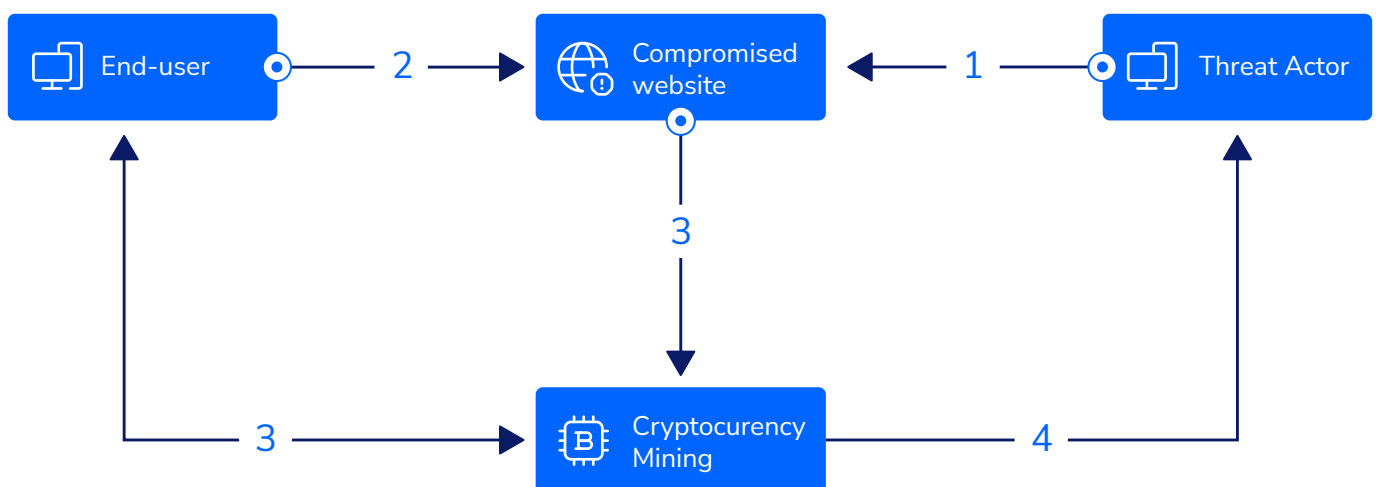 End-user
2
Compromised
website
1
Threat Actor
3
3
Cryptocurency
Mining
4